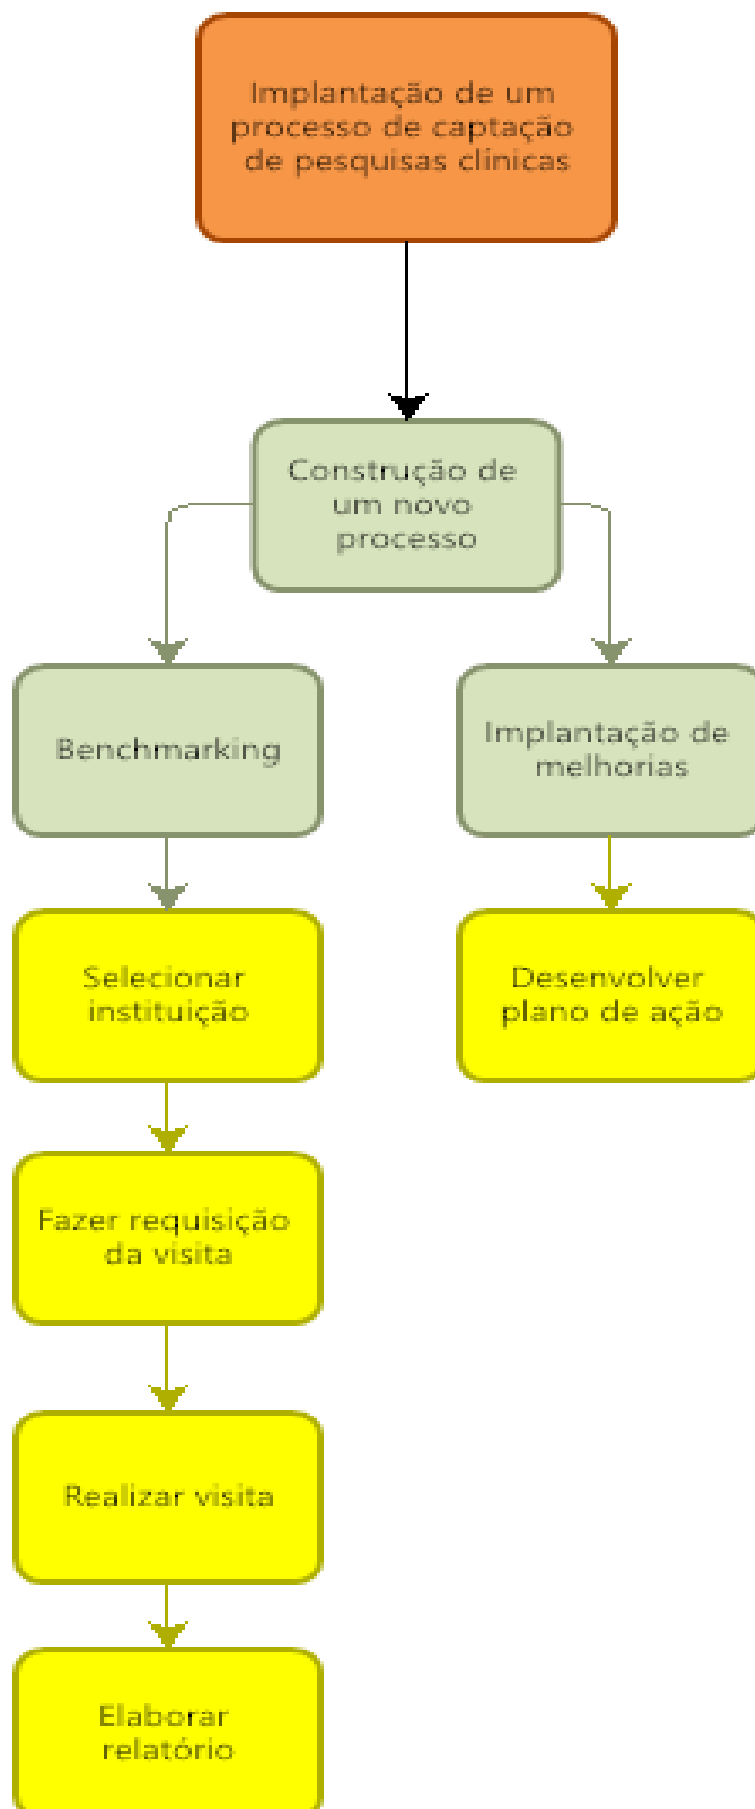 Implantação de um
processo de captação
de pesquisas clínicas
Construção de
um novo
processo
Benchmarking
Implantação de
melhorias
Selecionar
instituição
Desenvolver
plano de ação
Fazer requisição
da visita
Realizar visita
Elaborar
relatório